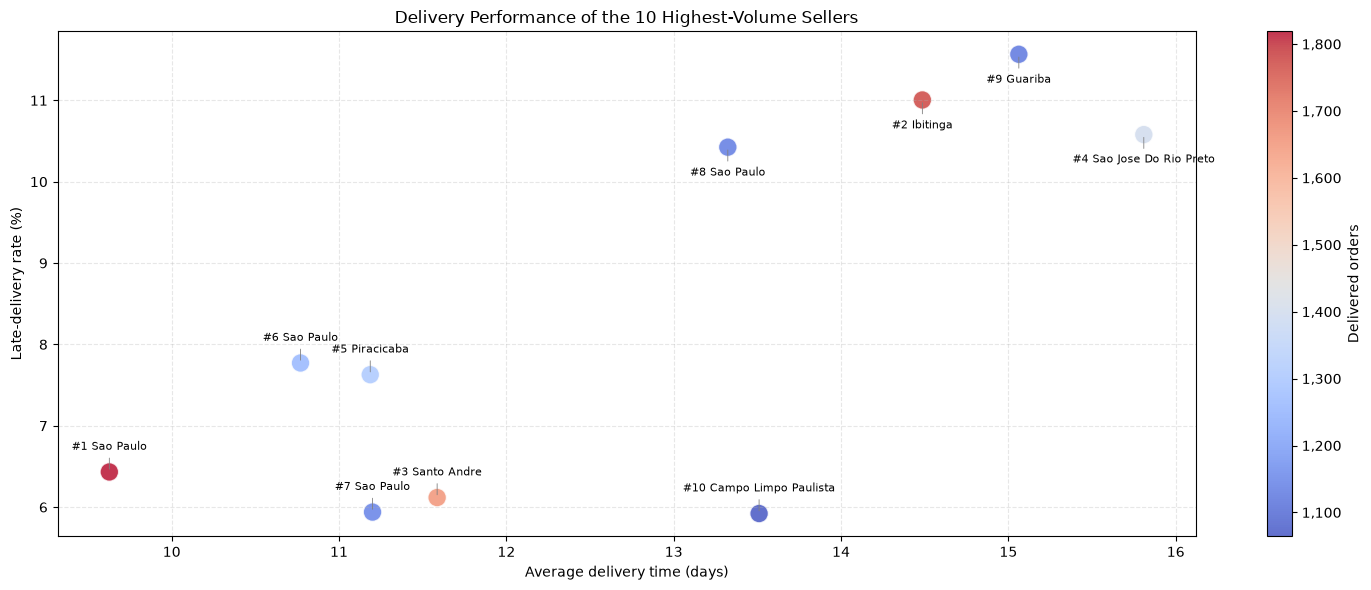 Delivery Performance of the 10 Highest-Volume Sellers
Late-delivery rate (%)
11
10
9
8
7
6
#9 Guariba
#2 Ibitinga
#4 Sao Jose Do Rio Preto
#8 Sao Paulo
#6 Sao Paulo
#5 Piracicaba
#1 Sao Paulo
#3 Santo Andre
#7 Sao Paulo
#10 Campo Limpo Paulista
10
11
12
13
14
15
16
Average delivery time (days)
1,800
1,700
1,600
1,500
1,400
1,300
1,200
1,100
Delivered orders